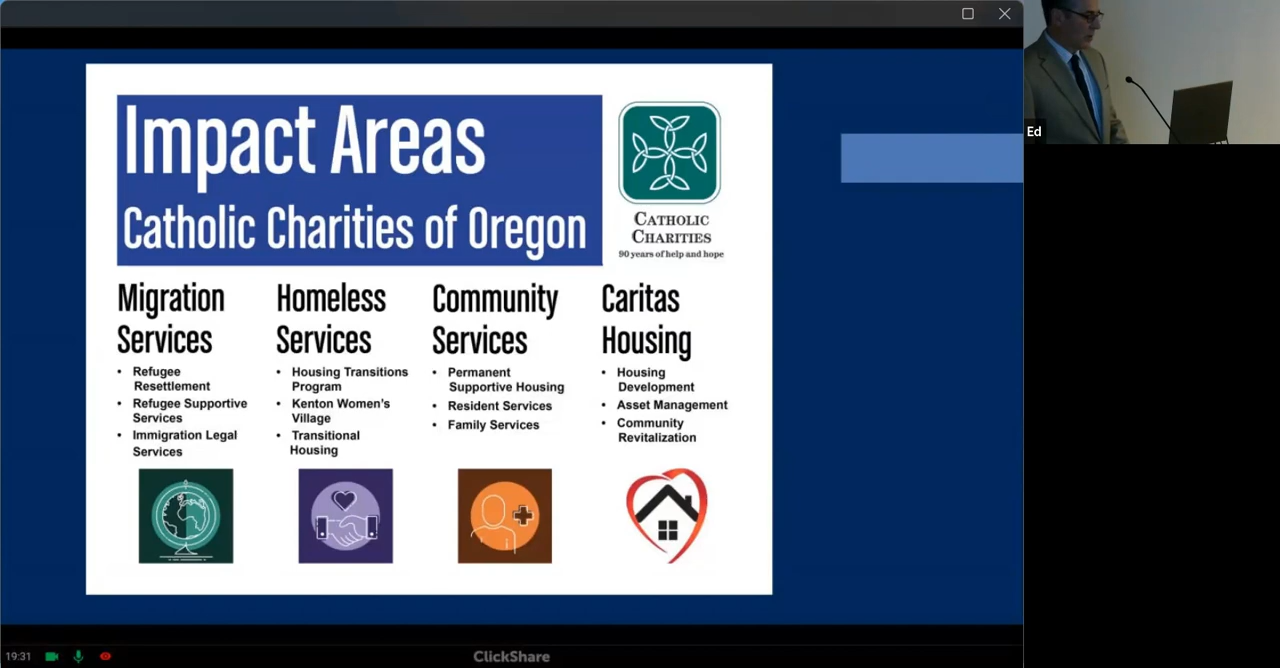 Impact Areas
Catholic Charities of Oregon
CATHOLIC
CHARITIES
90 years of help and hope
Migration
Services
• Refugee
Resettlement
• Refugee Supportive
Services
• Immigration Legal
Services
Homeless
Services
• Housing Transitions
Program
• Kenton Women's
Village
• Transitional
Housing
Community
Services
• Permanent
Supportive Housing
• Resident Services
• Family Services
Caritas
Housing
• Housing
Development
• Asset Management
• Community
Revitalization
Ed
19:31
ClickShare